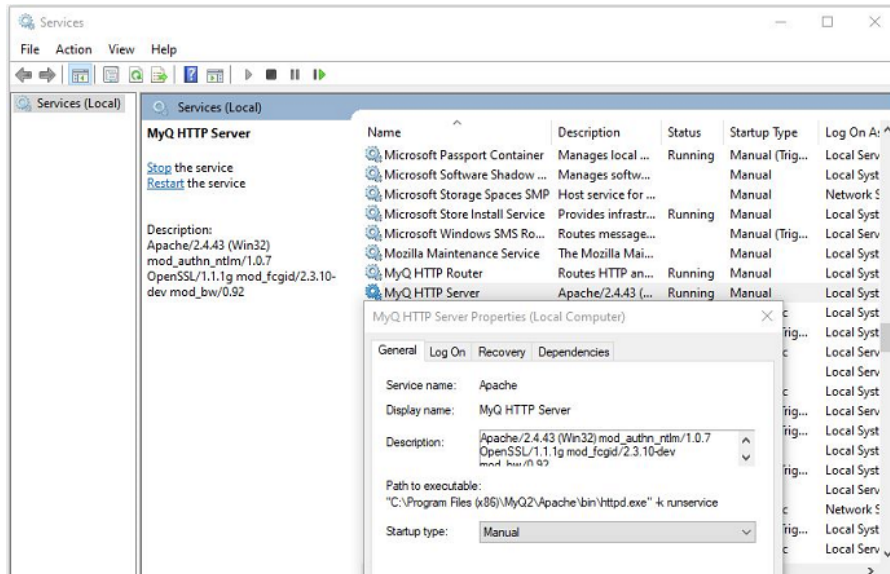 Services
File Action View Help
Services (Local)
Services (Local)
MyQ HTTP Server
Stop the service
Restart the service
Description:
Apache/2.4.43 (Win32)
mod_authn_ntlm/1.0.7
OpenSSL/1.1.1g mod_fcgid/2.3.10-
dev mod_bw/0.92
Name Description Status Startup Type Log On As
Microsoft Passport Container Manages local ... Running Manual (Trig... Local Serv
Microsoft Software Shadow ... Manages softw... Manual Local Syst
Microsoft Storage Spaces SMP Host service for ... Manual Network S
Microsoft Store Install Service Provides infrastr... Running Manual Local Syst
Microsoft Windows SMS Ro... Routes message... Manual (Trig... Local Syst
Mozilla Maintenance Service The Mozilla Mai... Manual Local Syst
MyQ HTTP Router Routes HTTP an... Running Manual Local Syst
MyQ HTTP Server Apache/2.4.43 (... Running Manual Local Syst
c Local Syst
rig... Local Syst
c Local Serv
Local Serv
c Local Syst
rig... Local Serv
rig... Local Syst
Local Syst
rig... Local Syst
Local Serv
c Network S
rig... Local Syst
c Local Serv
MyQ HTTP Server Properties (Local Computer)
General Log On Recovery Dependencies
Service name: Apache
Display name: MyQ HTTP Server
Description: Apache/2.4.43 (Win32) mod_authn_ntlm/1.0.7
OpenSSL/1.1.1g mod_fcgid/2.3.10-dev
mod_bw/0.92
Path to executable:
"C:\Program Files (x86)\MyQ2\Apache\bin\httpd.exe" -k runservice
Startup type: Manual